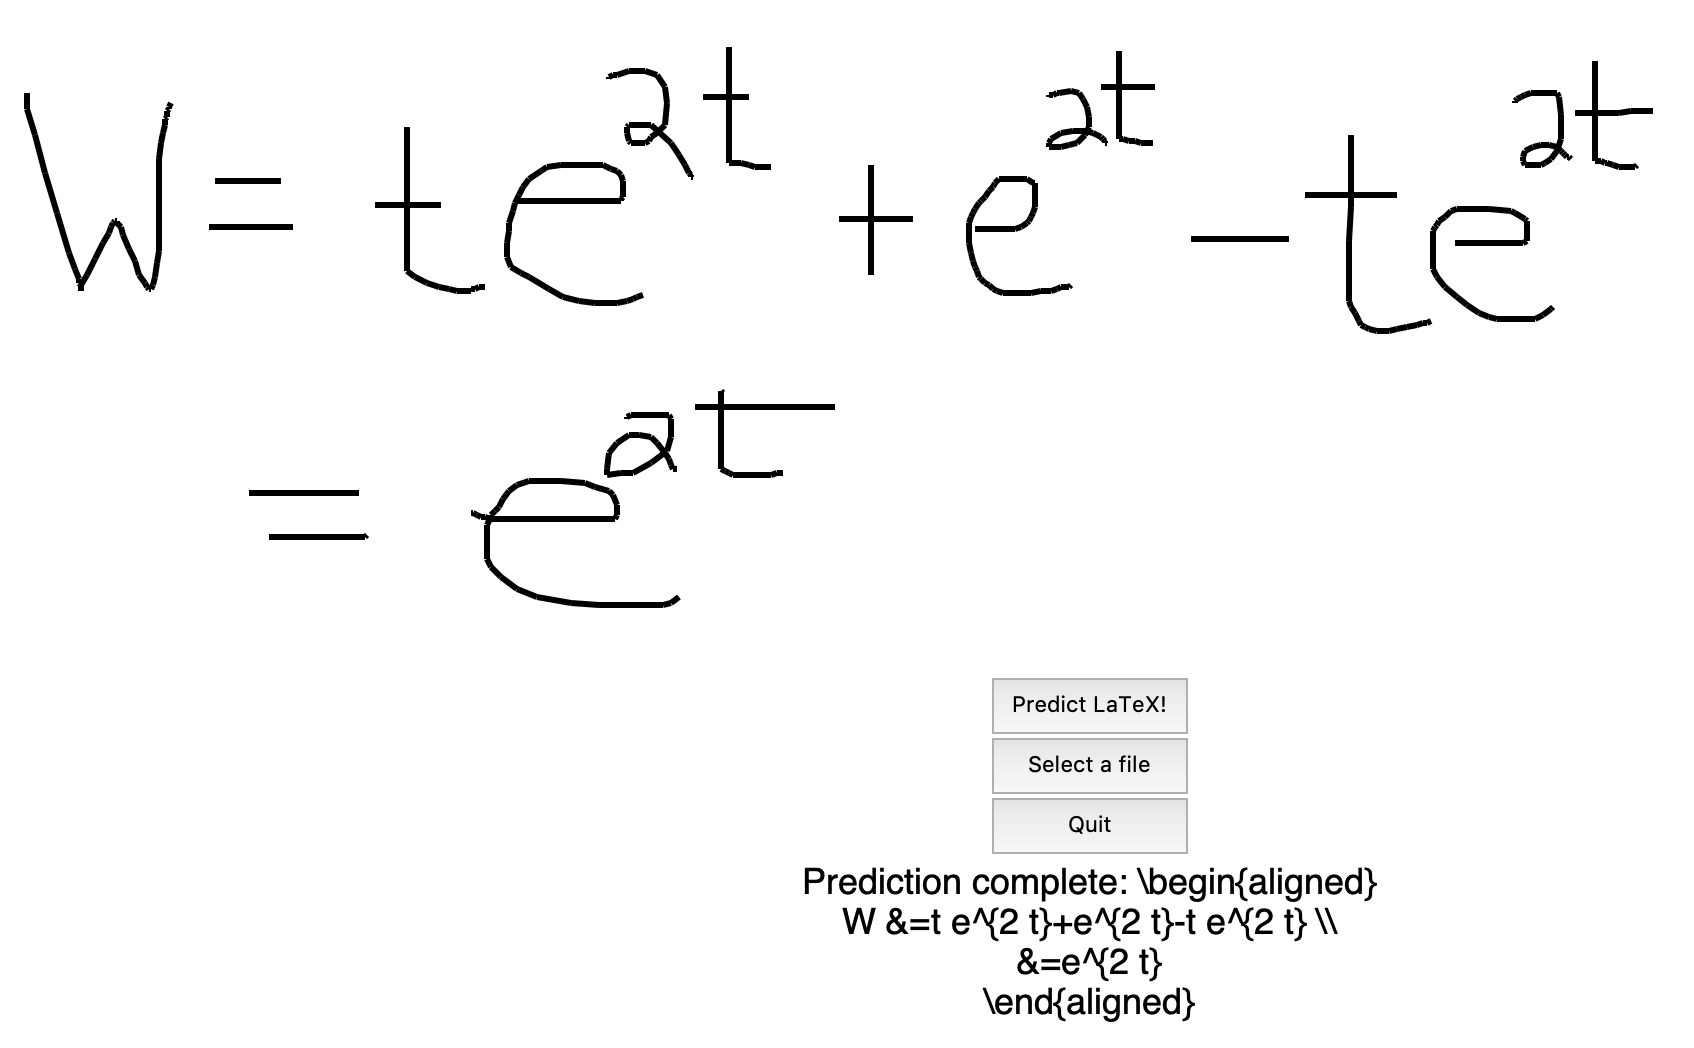 W = te^{2t} + e^{2t} - te^{2t}
= e^{2t}
Predict LaTeX!
Select a file
Quit
Prediction complete: \begin{aligned}
W &=t e^{2 t}+e^{2 t}-t e^{2 t} \\
&=e^{2 t}
\end{aligned}